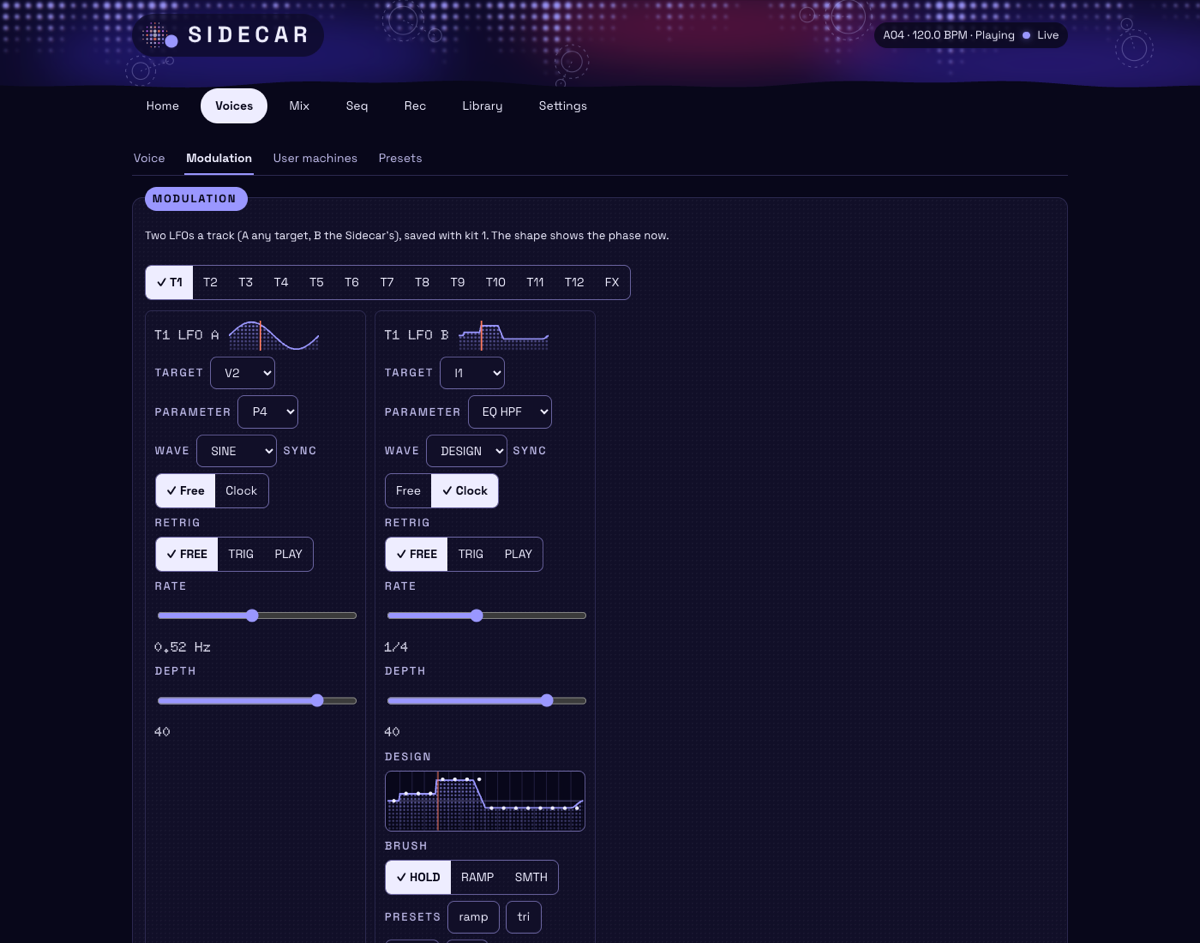 SIDECAR
A04 · 120.0 BPM · Playing Live
Home Voices Mix Seq Rec Library Settings
Voice Modulation User machines Presets
MODULATION
Two LFOs a track (A any target, B the Sidecar's), saved with kit 1. The shape shows the phase now.
✓ T1 T2 T3 T4 T5 T6 T7 T8 T9 T10 T11 T12 FX
T1 LFO A
TARGET V2
PARAMETER P4
WAVE SINE SYNC
✓ Free Clock
RETRIG
✓ FREE TRIG PLAY
RATE
0.52 Hz
DEPTH
40
T1 LFO B
TARGET I1
PARAMETER EQ HPF
WAVE DESIGN SYNC
Free ✓ Clock
RETRIG
✓ FREE TRIG PLAY
RATE
1/4
DEPTH
40
DESIGN
BRUSH
✓ HOLD RAMP SMTH
PRESETS ramp tri